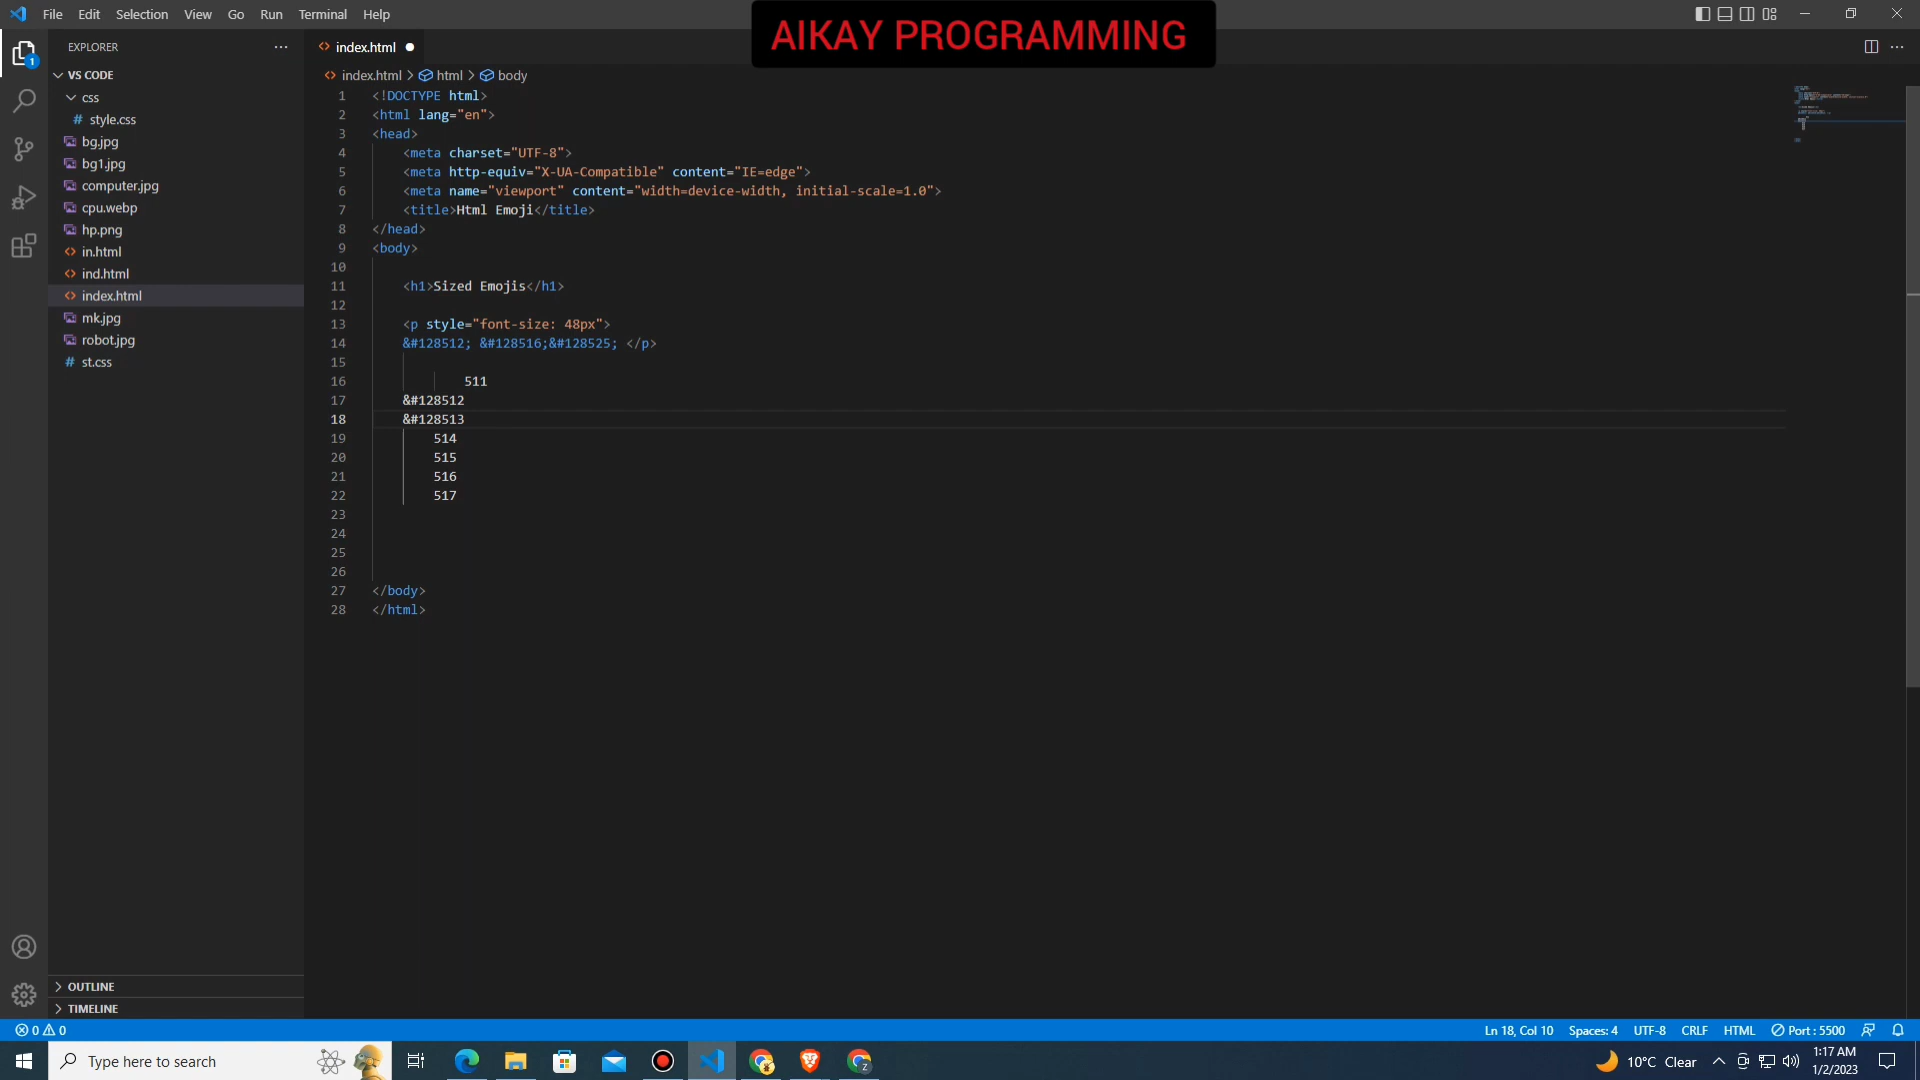 File Edit Selection View Go Run Terminal Help
AIKAY PROGRAMMING
EXPLORER
index.html
1
VS CODE
index.html > html > body
css
style.css
bg.jpg
bg1.jpg
computer.jpg
cpu.webp
hp.png
in.html
ind.html
index.html
mk.jpg
robot.jpg
st.css
1 <!DOCTYPE html>
2 <html lang="en">
3 <head>
4 <meta charset="UTF-8">
5 <meta http-equiv="X-UA-Compatible" content="IE=edge">
6 <meta name="viewport" content="width=device-width, initial-scale=1.0">
7 <title>Html Emoji</title>
8 </head>
9 <body>
10
11 <h1>Sized Emojis</h1>
12
13 <p style="font-size: 48px">
14 &#128512; &#128516;&#128525; </p>
15
16 511
17 &#128512
18 &#128513
19 514
20 515
21 516
22 517
23
24
25
26
27 </body>
28 </html>
OUTLINE
TIMELINE
0 0
Ln 18, Col 10 Spaces: 4 UTF-8 CRLF HTML Port : 5500
Type here to search
Z
10°C Clear
1:17 AM
1/2/2023